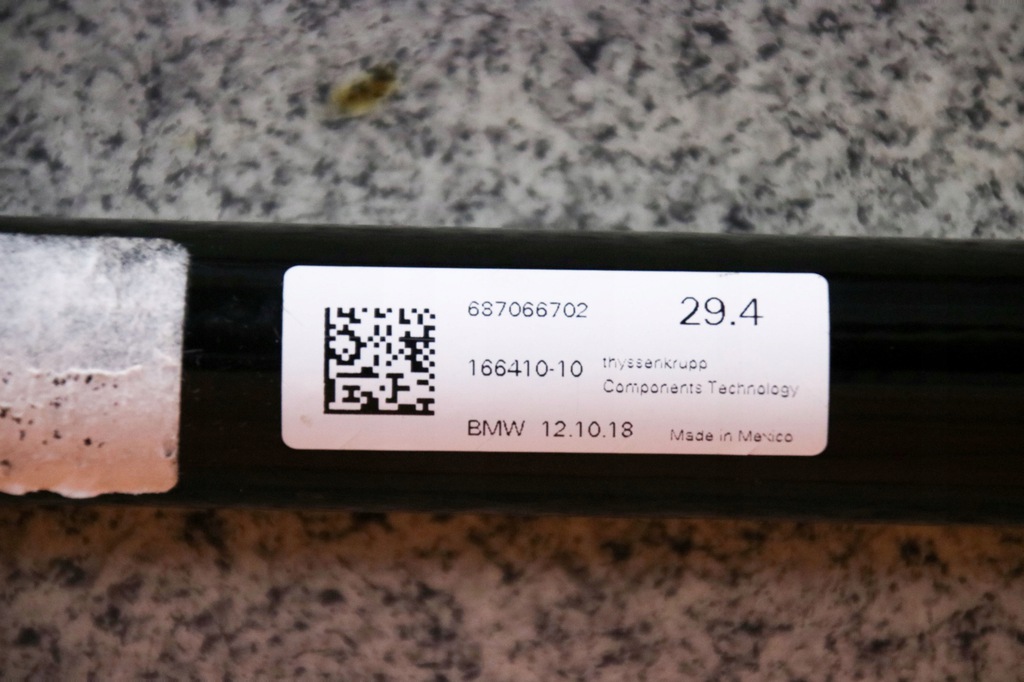 687066702 29.4
166410-10 thyssenkrupp
Components Technology
BMW 12.10.18 Made in Mexico